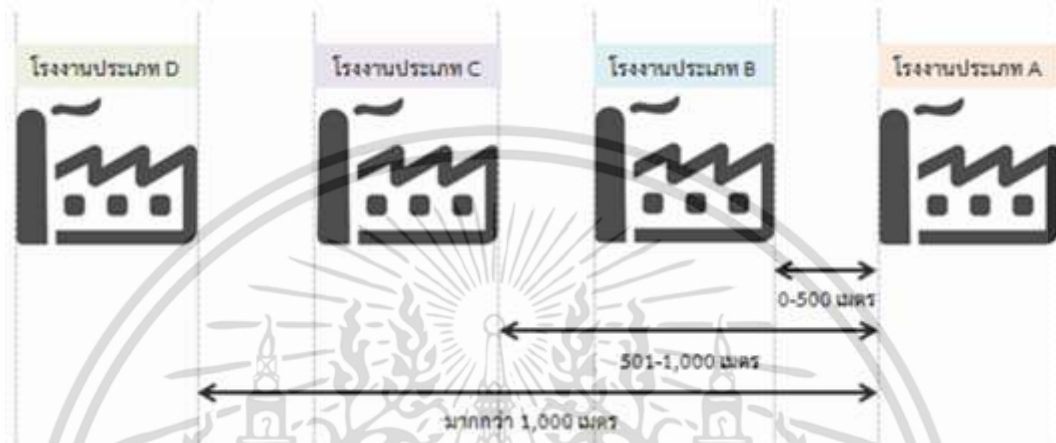 โรงงานประเภท D
โรงงานประเภท C
โรงงานประเภท B
โรงงานประเภท A
0-500 เมตร
501-1,000 เมตร
มากกว่า 1,000 เมตร